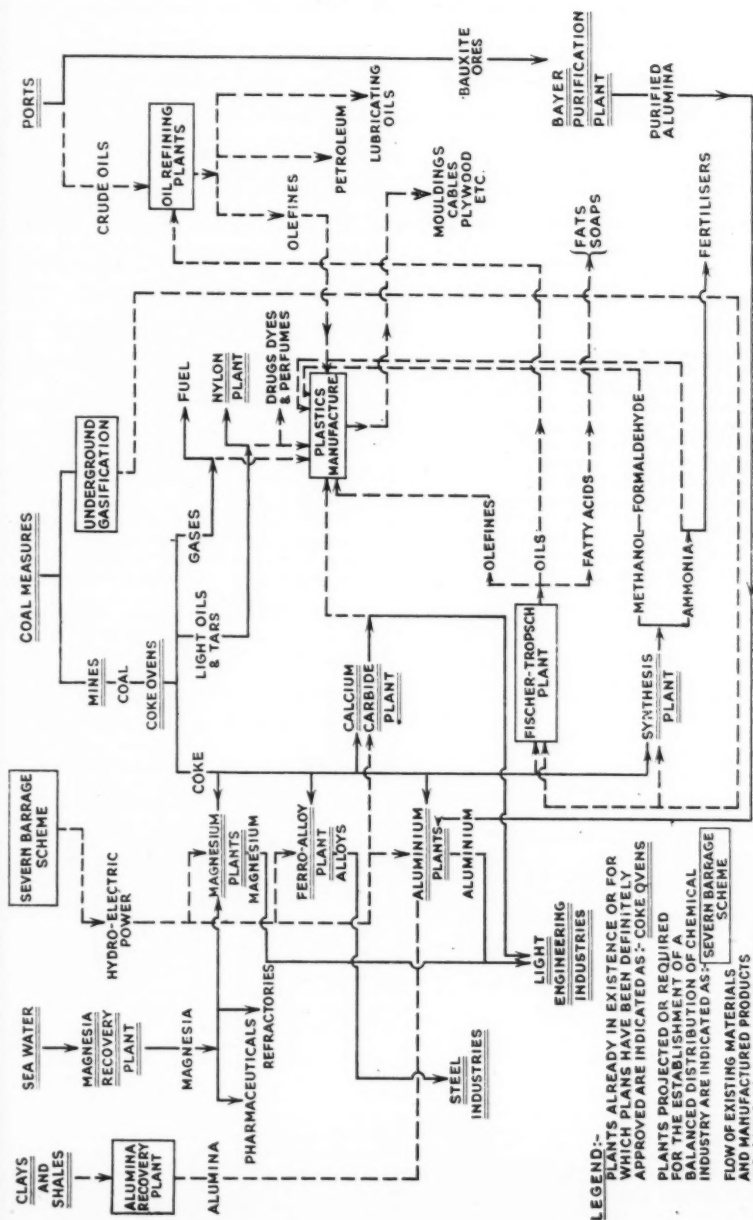 CLAYS
AND
SHALES
ALUMINA
RECOVERY
PLANT
ALUMINA
SEA WATER
MAGNESIA
RECOVERY
PLANT
MAGNESIA
PHARMACEUTICALS
REFRACTORIES
SEVERN BARRAGE
SCHEME
HYDRO-ELECTRIC
POWER
MAGNESIUM
PLANTS
MAGNESIUM
FERRO-ALLOY
PLANT
ALLOYS
ALUMINIUM
PLANTS
ALUMINIUM
STEEL
INDUSTRIES
LIGHT
ENGINEERING
INDUSTRIES
COAL MEASURES
MINES
COAL
COKE OVENS
COKE
LIGHT OILS
& TARS
GASES
UNDERGROUND
GASIFICATION
FUEL
NYLON
PLANT
DRUGS DYES
& PERFUMES
PLASTICS
MANUFACTURE
CALCIUM
CARBIDE
PLANT
FISCHER-TROPSCH
PLANT
OLEFINES
OILS
FATTY ACIDS
SYNTHESIS
PLANT
METHANOL—FORMALDEHYDE
AMMONIA
FATS
SOAPS
FERTILISERS
PORTS
CRUDE OILS
OIL REFINING
PLANTS
OLEFINES
PETROLEUM
LUBRICATING
OILS
MOULDINGS
CABLES
PLYWOOD
ETC.
BAUXITE
ORES
BAYER
PURIFICATION
PLANT
PURIFIED
ALUMINA
LEGEND:-
PLANTS ALREADY IN EXISTENCE OR FOR
WHICH PLANS HAVE BEEN DEFINITELY
APPROVED ARE INDICATED AS:- COKE OVENS
PLANTS PROJECTED OR REQUIRED
FOR THE ESTABLISHMENT OF A
BALANCED DISTRIBUTION OF CHEMICAL
INDUSTRY ARE INDICATED AS:- SEVERN BARRAGE
SCHEME
FLOW OF EXISTING MATERIALS
AND MANUFACTURED PRODUCTS